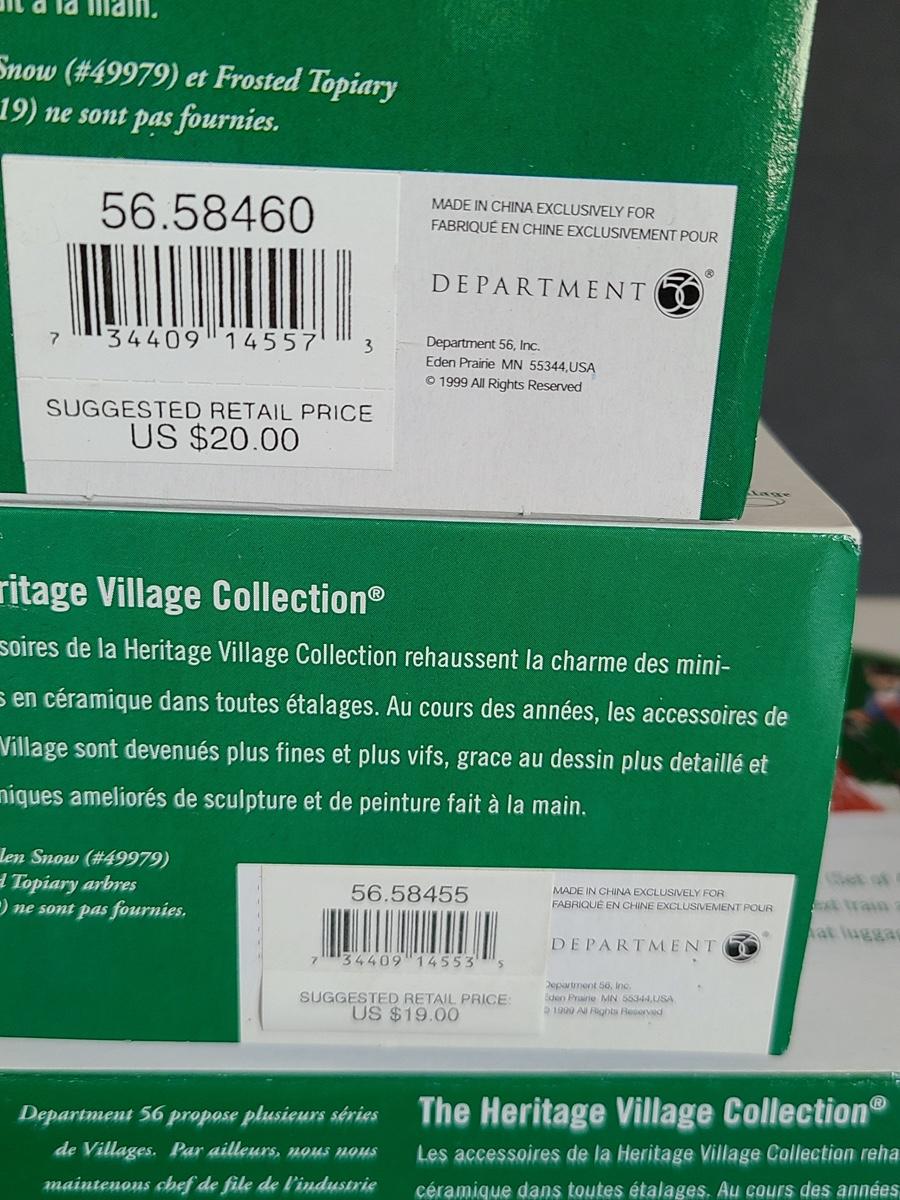 à la main.
Snow (#49979) et Frosted Topiary
19) ne sont pas fournies.
56.58460
7 34409 14557 3
SUGGESTED RETAIL PRICE
US $20.00
MADE IN CHINA EXCLUSIVELY FOR
FABRIQUÉ EN CHINE EXCLUSIVEMENT POUR
DEPARTMENT 56®
Department 56, Inc.
Eden Prairie MN 55344,USA
© 1999 All Rights Reserved
ritage Village Collection®
soires de la Heritage Village Collection rehaussent la charme des mini-
s en céramique dans toutes étalages. Au cours des années, les accessoires de
Village sont devenués plus fines et plus vifs, grace au dessin plus detaillé et
niques ameliorés de sculpture et de peinture fait à la main.
len Snow (#49979)
d Topiary arbres
) ne sont pas fournies.
56.58455
7 34409 14553 5
SUGGESTED RETAIL PRICE:
US $19.00
MADE IN CHINA EXCLUSIVELY FOR
FABRIQUÉ EN CHINE EXCLUSIVEMENT POUR
DEPARTMENT 56®
Department 56, Inc.
Eden Prairie MN 55344,USA
© 1999 All Rights Reserved
(Set of
train
luggag
Department 56 propose plusieurs séries
de Villages. Par ailleurs, nous nous
maintenons chef de file de l'industrie
The Heritage Village Collection®
Les accessoires de la Heritage Village Collection reha
céramique dans toutes étalages. Au cours des années